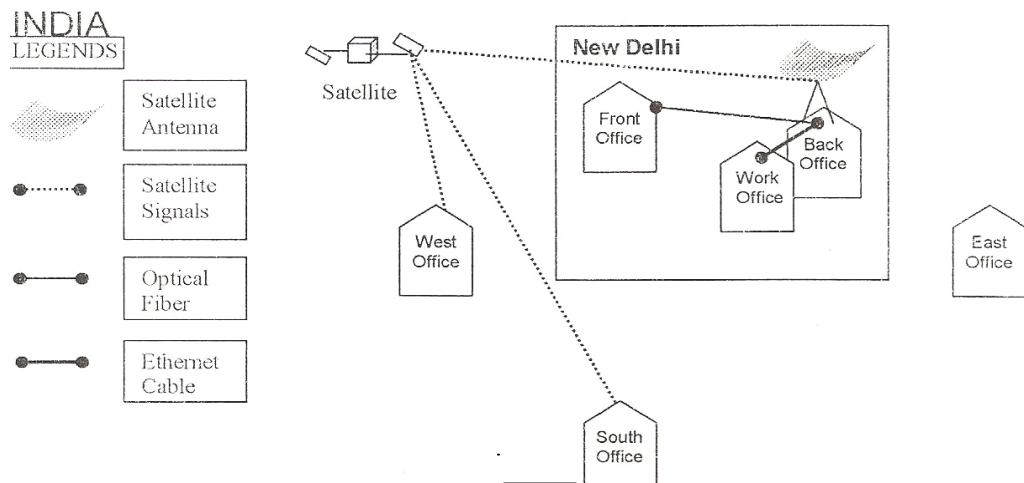 INDIA
LEGENDS
Satellite
Antenna
Satellite
Signals
Optical
Fiber
Ethernet
Cable
Satellite
New Delhi
Front
Office
Back
Office
Work
Office
West
Office
East
Office
South
Office